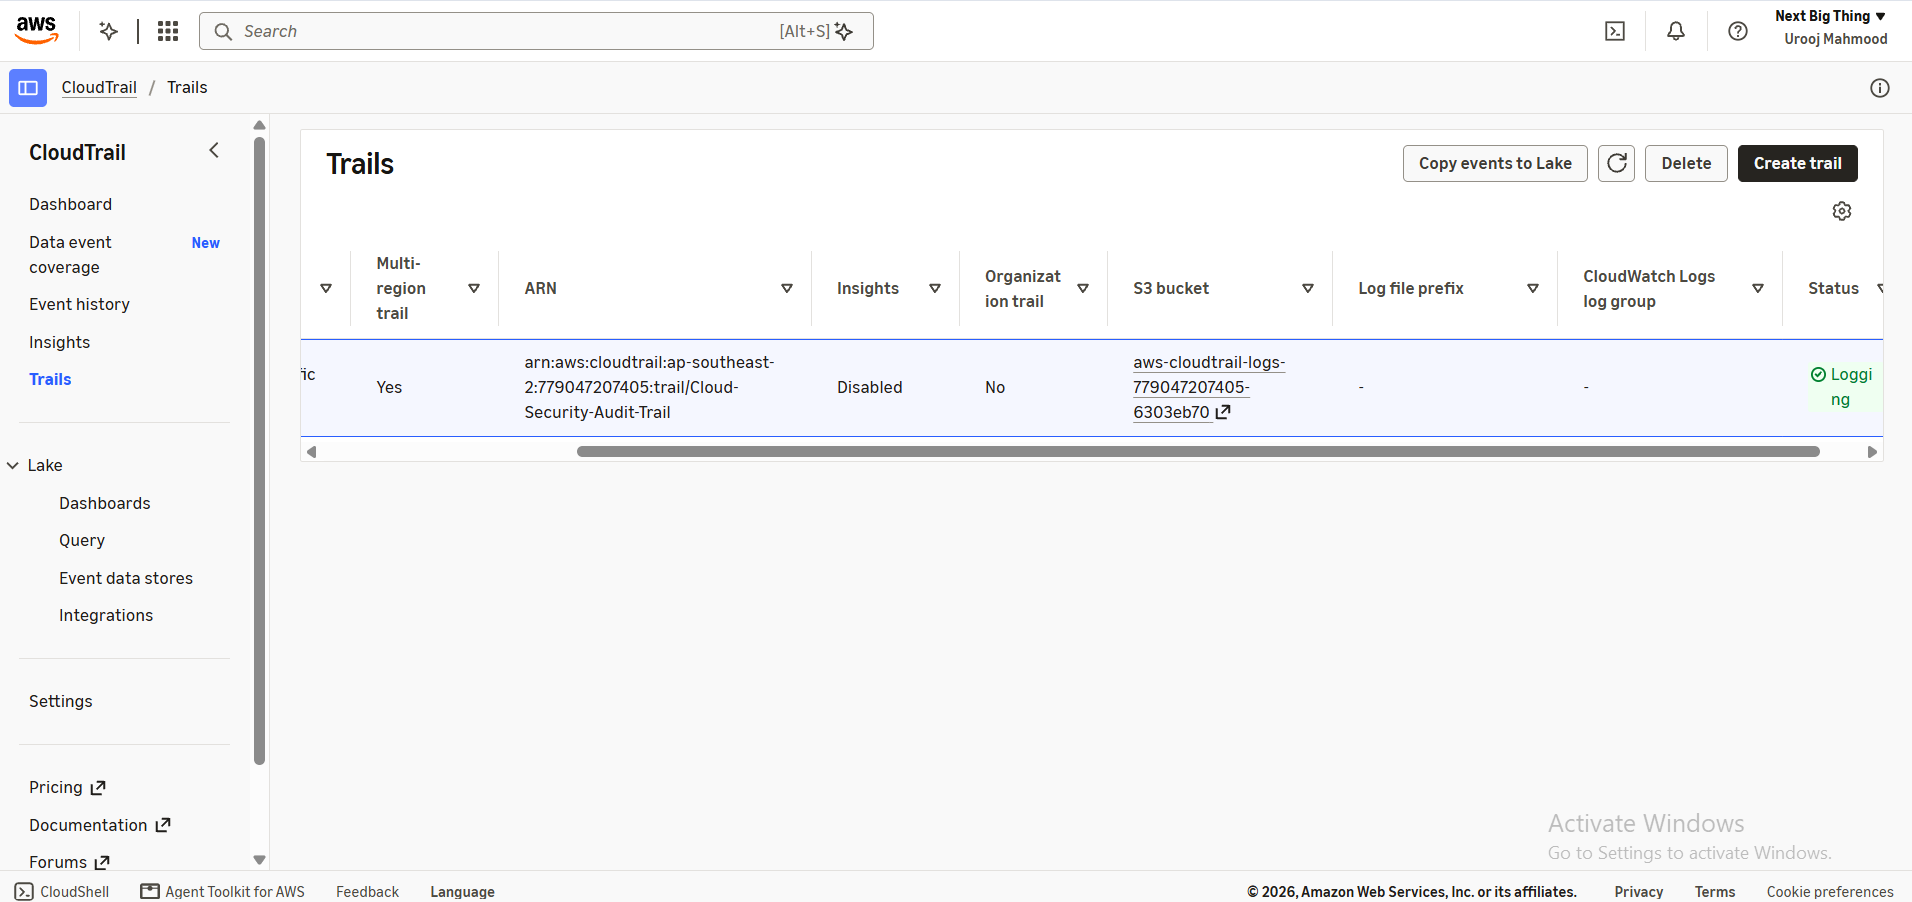 aws
Search
[Alt+S]
Next Big Thing
Urooj Mahmood
CloudTrail / Trails
CloudTrail
Dashboard
Data event
coverage
New
Event history
Insights
Trails
Lake
Dashboards
Query
Event data stores
Integrations
Settings
Pricing
Documentation
Forums
Trails
Copy events to Lake
Delete
Create trail
Multi-
region
trail
ARN
Insights
Organizat
ion trail
S3 bucket
Log file prefix
CloudWatch Logs
log group
Status
fic
Yes
arn:aws:cloudtrail:ap-southeast-
2:779047207405:trail/Cloud-
Security-Audit-Trail
Disabled
No
aws-cloudtrail-logs-
779047207405-
6303eb70
-
-
Loggi
ng
Activate Windows
Go to Settings to activate Windows.
CloudShell
Agent Toolkit for AWS
Feedback
Language
© 2026, Amazon Web Services, Inc. or its affiliates.
Privacy
Terms
Cookie preferences